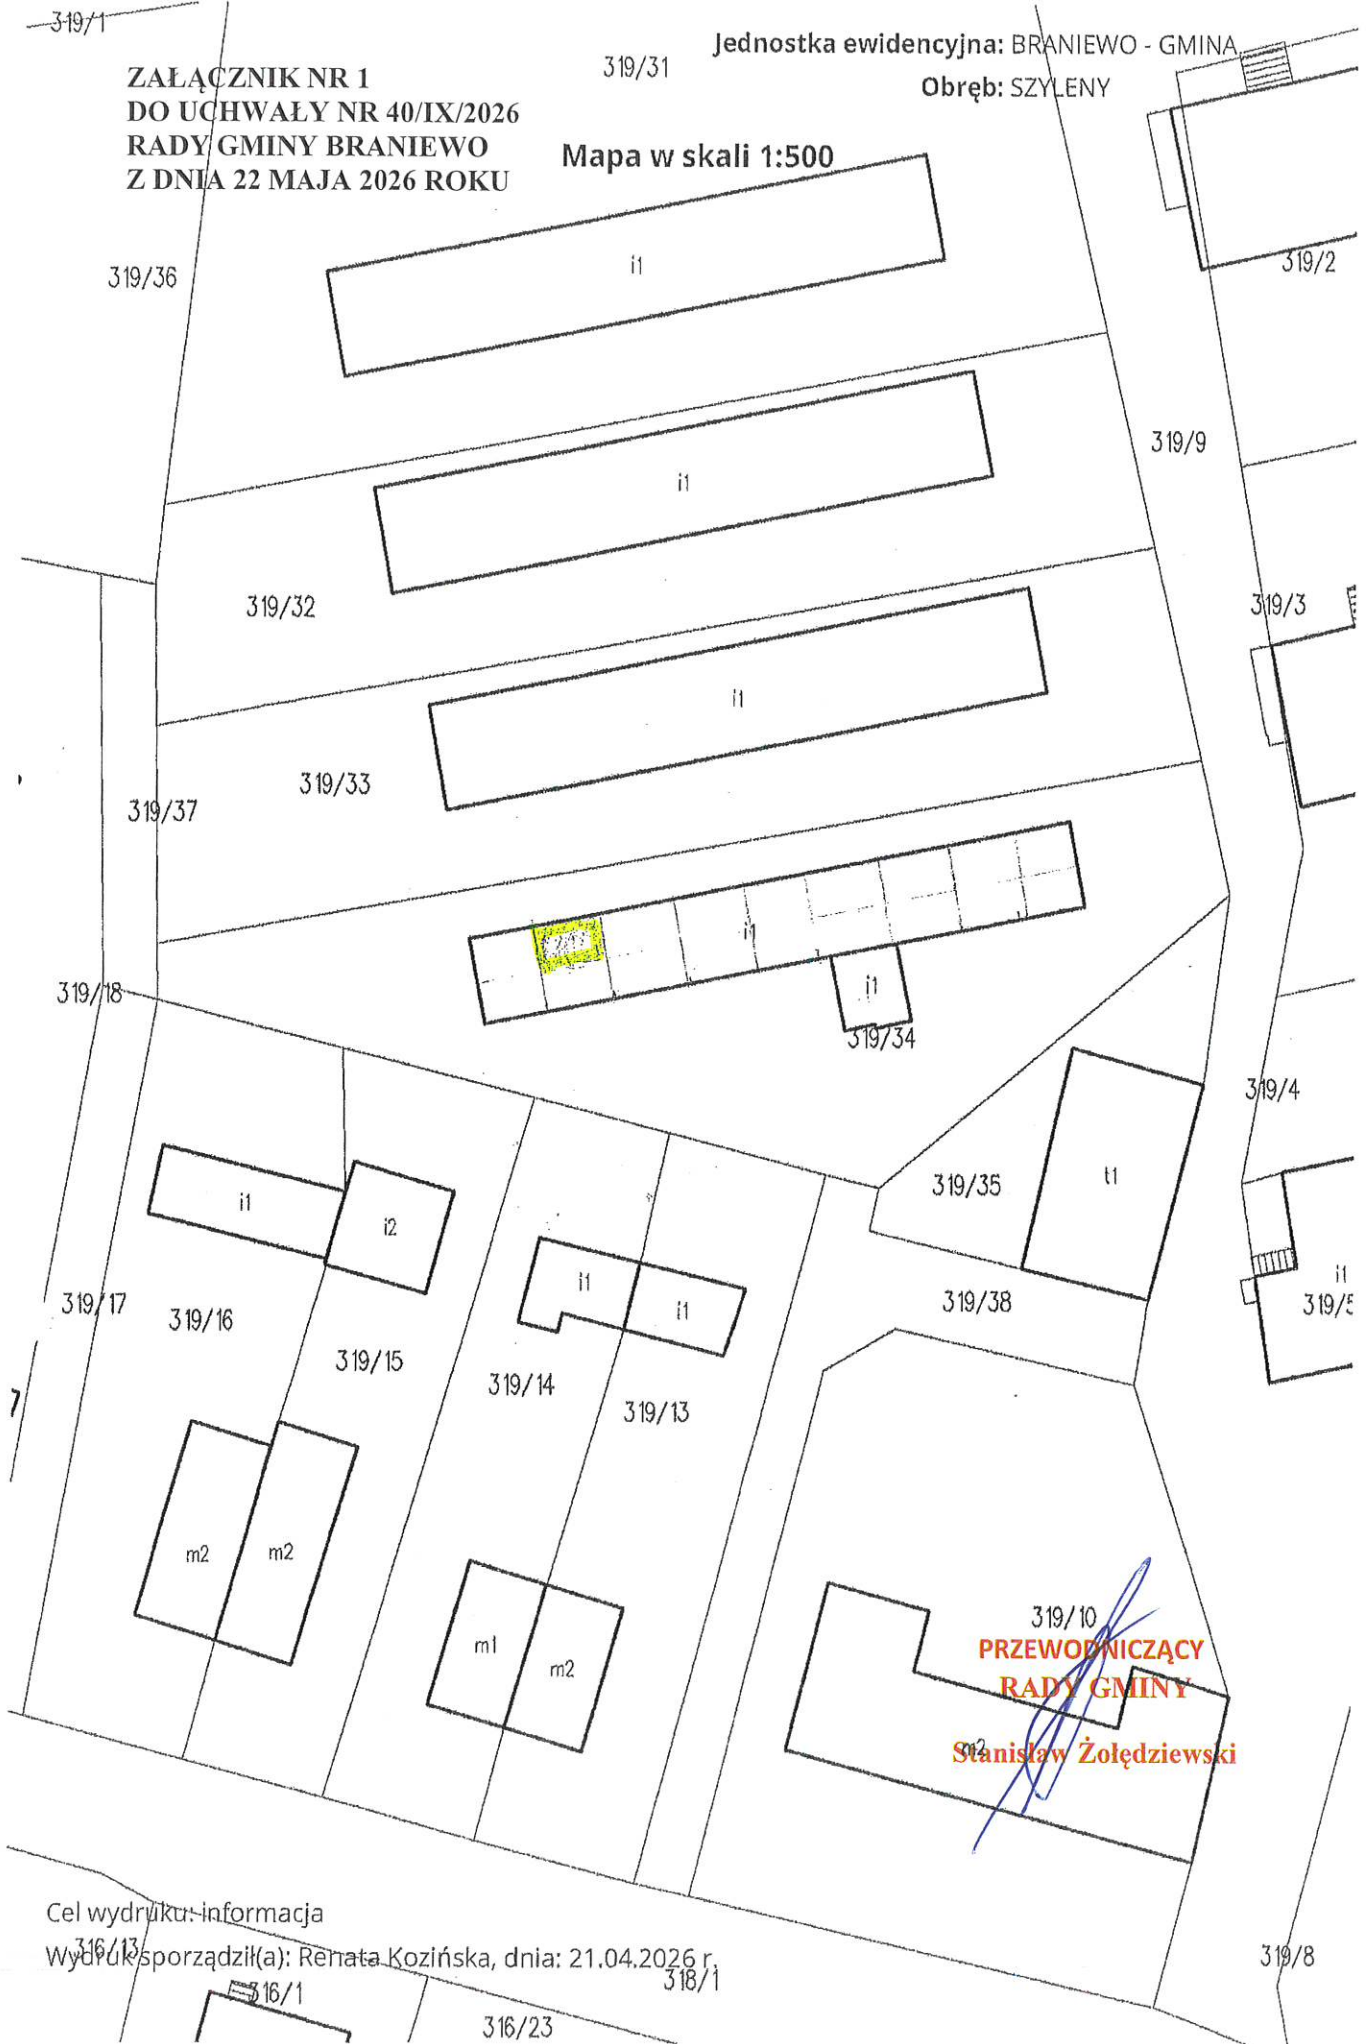 319/1
Jednostka ewidencyjna: BRANIEWO - GMINA
Obręb: SZYLENY
319/31
ZAŁĄCZNIK NR 1
DO UCHWAŁY NR 40/IX/2026
RADY GMINY BRANIEWO
Z DNIA 22 MAJA 2026 ROKU
Mapa w skali 1:500
319/36
i1
319/2
319/9
i1
319/32
319/3
i1
319/33
319/37
i1
319/18
i1
319/34
319/4
319/35
t1
i1
i2
i1
i1
319/17
319/16
319/38
i1
319/5
319/15
319/14
319/13
m2
m2
m1
m2
319/10
PRZEWODNICZĄCY
RADY GMINY
m2
Stanisław Żołędziewski
Cel wydruku: informacja
316/13
Wydruk sporządził(a): Renata Kozińska, dnia: 21.04.2026 r.
319/8
318/1
316/1
316/23